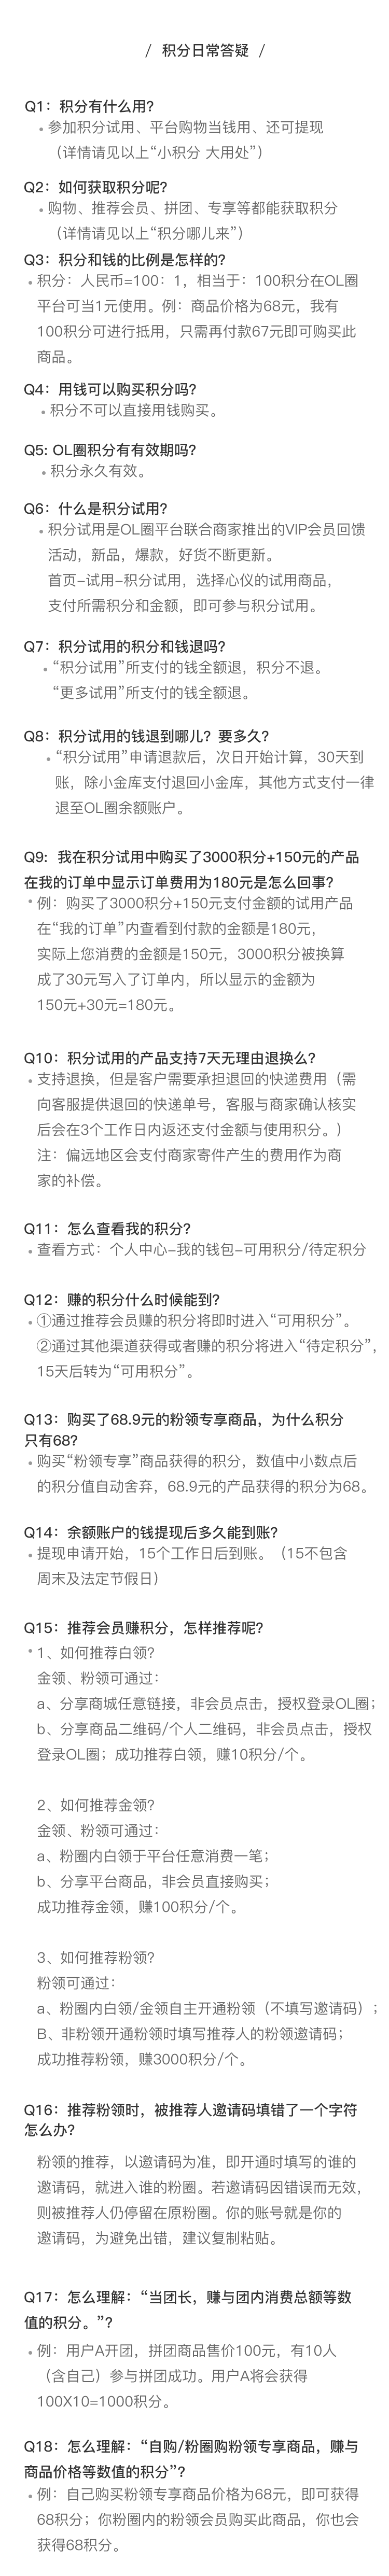 / 积分日常答疑 /
Q1：积分有什么用?
• 参加积分试用、平台购物当钱用、还可提现
（详情请见以上“小积分 大用处”）
Q2：如何获取积分呢?
• 购物、推荐会员、拼团、专享等都能获取积分
（详情请见以上“积分哪儿来”）
Q3：积分和钱的比例是怎样的?
• 积分：人民币=100：1，相当于：100积分在OL圈
平台可当1元使用。例：商品价格为68元，我有
100积分可进行抵用，只需再付款67元即可购买此
商品。
Q4：用钱可以购买积分吗?
• 积分不可以直接用钱购买。
Q5: OL圈积分有有效期吗?
• 积分永久有效。
Q6：什么是积分试用?
• 积分试用是OL圈平台联合商家推出的VIP会员回馈
活动，新品，爆款，好货不断更新。
首页–试用–积分试用，选择心仪的试用商品，
支付所需积分和金额，即可参与积分试用。
Q7：积分试用的积分和钱退吗?
• “积分试用”所支付的钱全额退，积分不退。
“更多试用”所支付的钱全额退。
Q8：积分试用的钱退到哪儿？要多久?
• “积分试用”申请退款后，次日开始计算，30天到
账，除小金库支付退回小金库，其他方式支付一律
退至OL圈余额账户。
Q9: 我在积分试用中购买了3000积分+150元的产品
在我的订单中显示订单费用为180元是怎么回事?
• 例：购买了3000积分+150元支付金额的试用产品
在“我的订单”内查看到付款的金额是180元，
实际上您消费的金额是150元，3000积分被换算
成了30元写入了订单内，所以显示的金额为
150元+30元=180元。
Q10：积分试用的产品支持7天无理由退换么?
• 支持退换，但是客户需要承担退回的快递费用（需
向客服提供退回的快递单号，客服与商家确认核实
后会在3个工作日内返还支付金额与使用积分。）
注：偏远地区会支付商家寄件产生的费用作为商
家的补偿。
Q11：怎么查看我的积分?
• 查看方式：个人中心–我的钱包–可用积分/待定积分
Q12：赚的积分什么时候能到?
• ①通过推荐会员赚的积分将即时进入“可用积分”。
②通过其他渠道获得或者赚的积分将进入“待定积分”，
15天后转为“可用积分”。
Q13：购买了68.9元的粉领专享商品，为什么积分
只有68?
• 购买“粉领专享”商品获得的积分，数值中小数点后
的积分值自动舍弃，68.9元的产品获得的积分为68。
Q14：余额账户的钱提现后多久能到账?
• 提现申请开始，15个工作日后到账。（15不包含
周末及法定节假日）
Q15：推荐会员赚积分，怎样推荐呢?
• 1、如何推荐白领?
金领、粉领可通过：
a、分享商城任意链接，非会员点击，授权登录OL圈；
b、分享商品二维码/个人二维码，非会员点击，授权
登录OL圈；成功推荐白领，赚10积分/个。
2、如何推荐金领?
金领、粉领可通过：
a、粉圈内白领于平台任意消费一笔；
b、分享平台商品，非会员直接购买；
成功推荐金领，赚100积分/个。
3、如何推荐粉领?
粉领可通过：
a、粉圈内白领/金领自主开通粉领（不填写邀请码）；
B、非粉领开通粉领时填写推荐人的粉领邀请码；
成功推荐粉领，赚3000积分/个。
Q16：推荐粉领时，被推荐人邀请码填错了一个字符
怎么办?
粉领的推荐，以邀请码为准，即开通时填写的谁的
邀请码，就进入谁的粉圈。若邀请码因错误而无效，
则被推荐人仍停留在原粉圈。你的账号就是你的
邀请码，为避免出错，建议复制粘贴。
Q17：怎么理解：“当团长，赚与团内消费总额等数
值的积分。”？
• 例：用户A开团，拼团商品售价100元，有10人
（含自己）参与拼团成功。用户A将会获得
100X10=1000积分。
Q18：怎么理解：“自购/粉圈购粉领专享商品，赚与
商品价格等数值的积分”？
• 例：自己购买粉领专享商品价格为68元，即可获得
68积分；你粉圈内的粉领会员购买此商品，你也会
获得68积分。